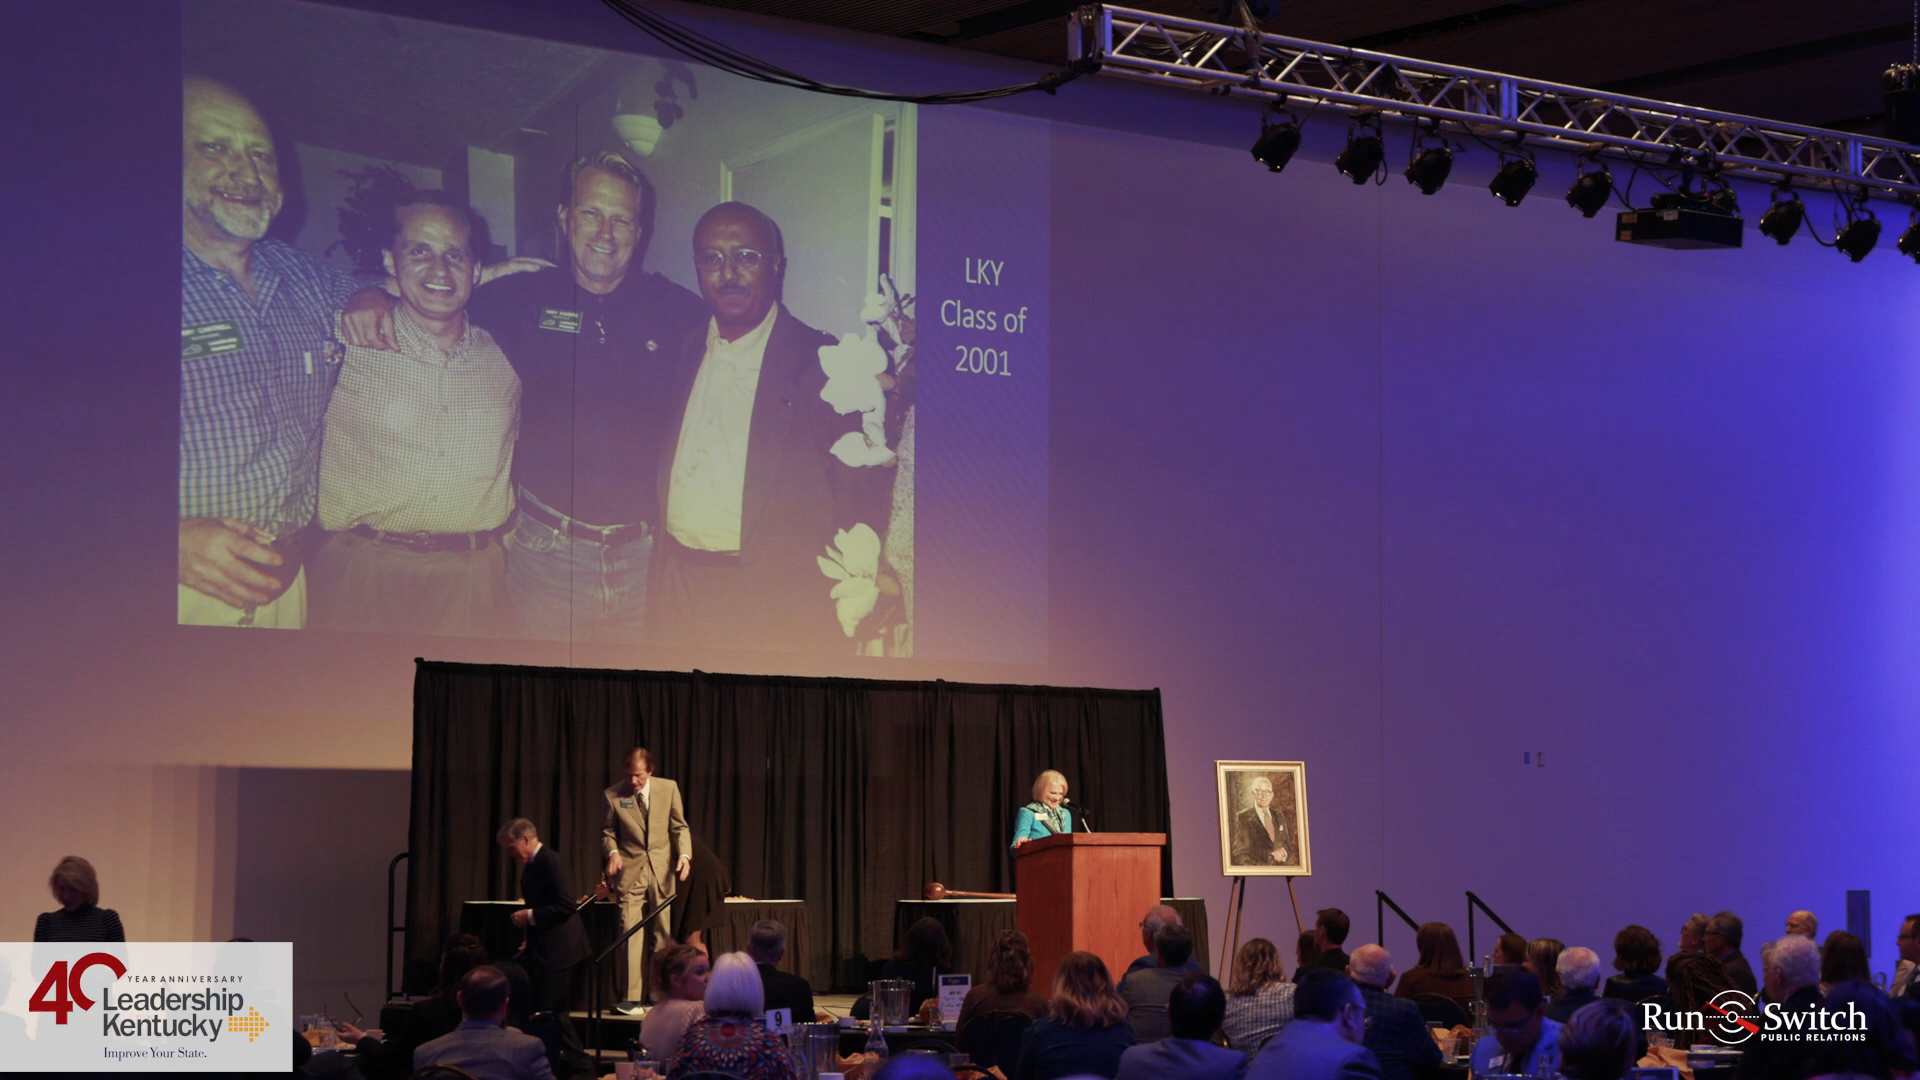 LKY
Class of
2001
40
YEAR ANNIVERSARY
Leadership
Kentucky
Improve Your State.
9
Run Switch
PUBLIC RELATIONS